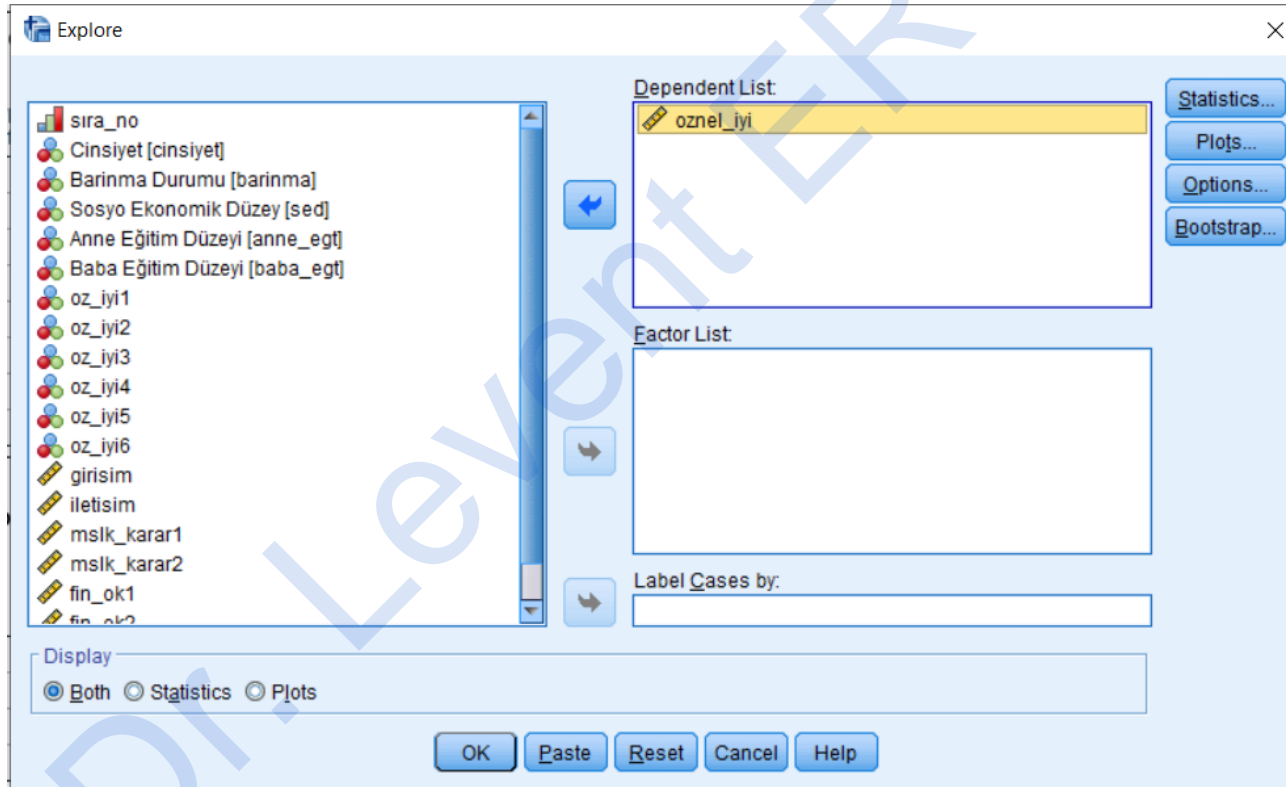 Explore
Dependent List:
Statistics...
sıra_no
oznel_iyi
Cinsiyet [cinsiyet]
Plots...
Barinma Durumu [barinma]
Sosyo Ekonomik Düzey [sed]
Options...
Anne Eğitim Düzeyi [anne_egt]
Bootstrap...
Baba Eğitim Düzeyi [baba_egt]
oz_iyi1
oz_iyi2
Factor List:
oz_iyi3
oz_iyi4
oz_iyi5
oz_iyi6
girisim
iletisim
mslk_karar1
mslk_karar2
Label Cases by:
fin_ok1
fin_ok2
Display
Both Statistics Plots
OK Paste Reset Cancel Help
Dr. Levent ER